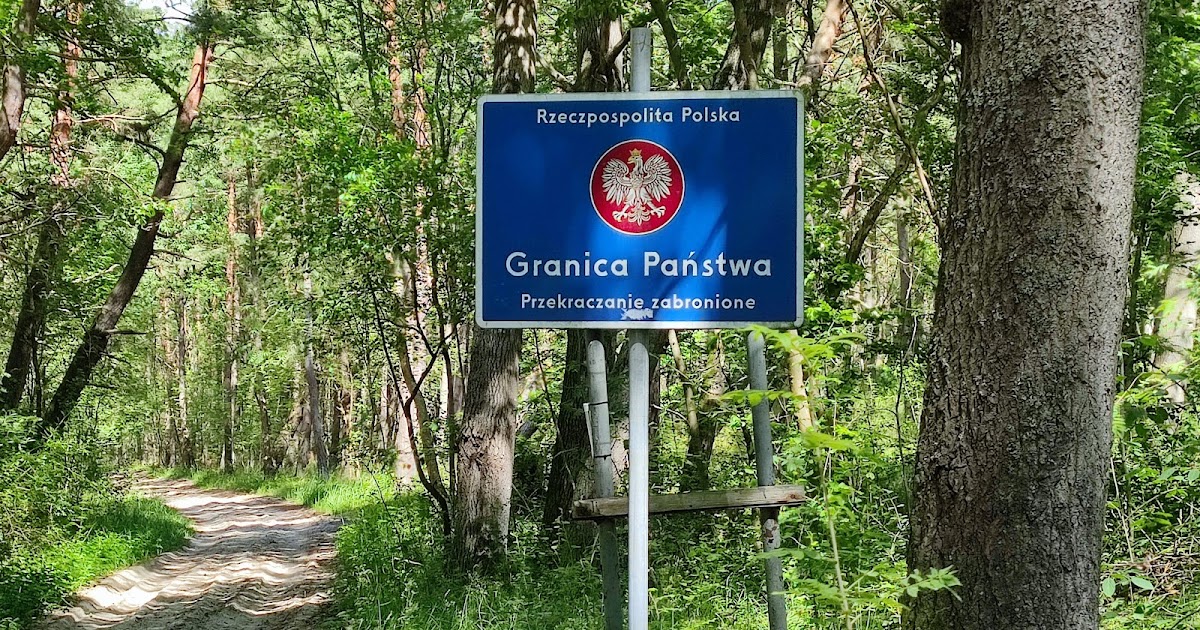 Rzeczpospolita Polska
Granica Państwa
Przekraczanie zabronione